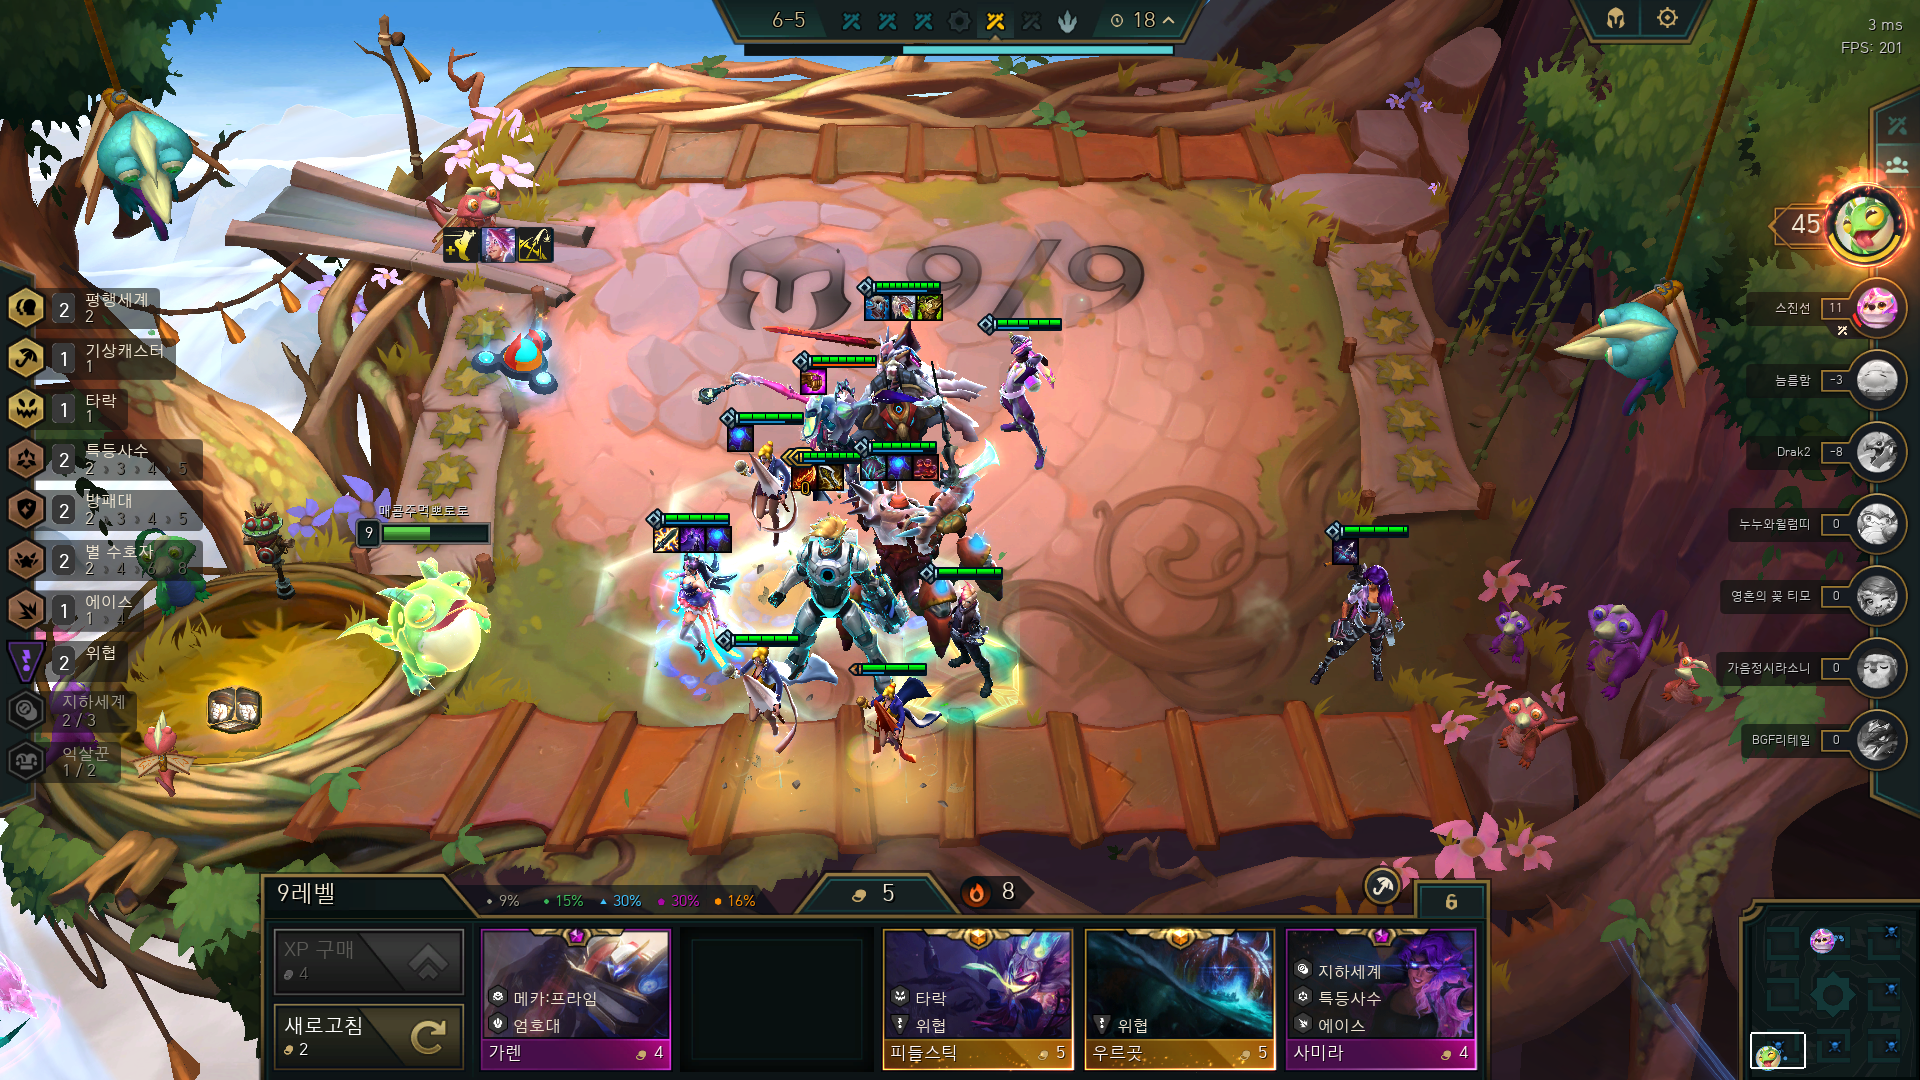 6-5
18
3 ms
FPS: 201
9/9
45
스진선
11
늠름함
-3
Drak2
-8
누누와윌럼띠
0
영혼의 꽃 티모
0
가음정시라소니
0
BGF리테일
0
2
평행세계
2
1
기상캐스터
1
1
타락
1
2
특등사수
2 › 3 › 4 › 5
2
방패대
2 › 3 › 4 › 5
2
별 수호자
2 › 4 › 6 › 8
1
에이스
1 › 4
2
위협
지하세계
2 / 3
익살꾼
1 / 2
매콤주먹뽀로로
9
0
9레벨
9%
15%
30%
30%
16%
5
8
6
XP 구매
4
새로고침
2
메카:프라임
엄호대
가렌
4
타락
위협
피들스틱
5
위협
우르곳
5
지하세계
특등사수
에이스
사미라
4